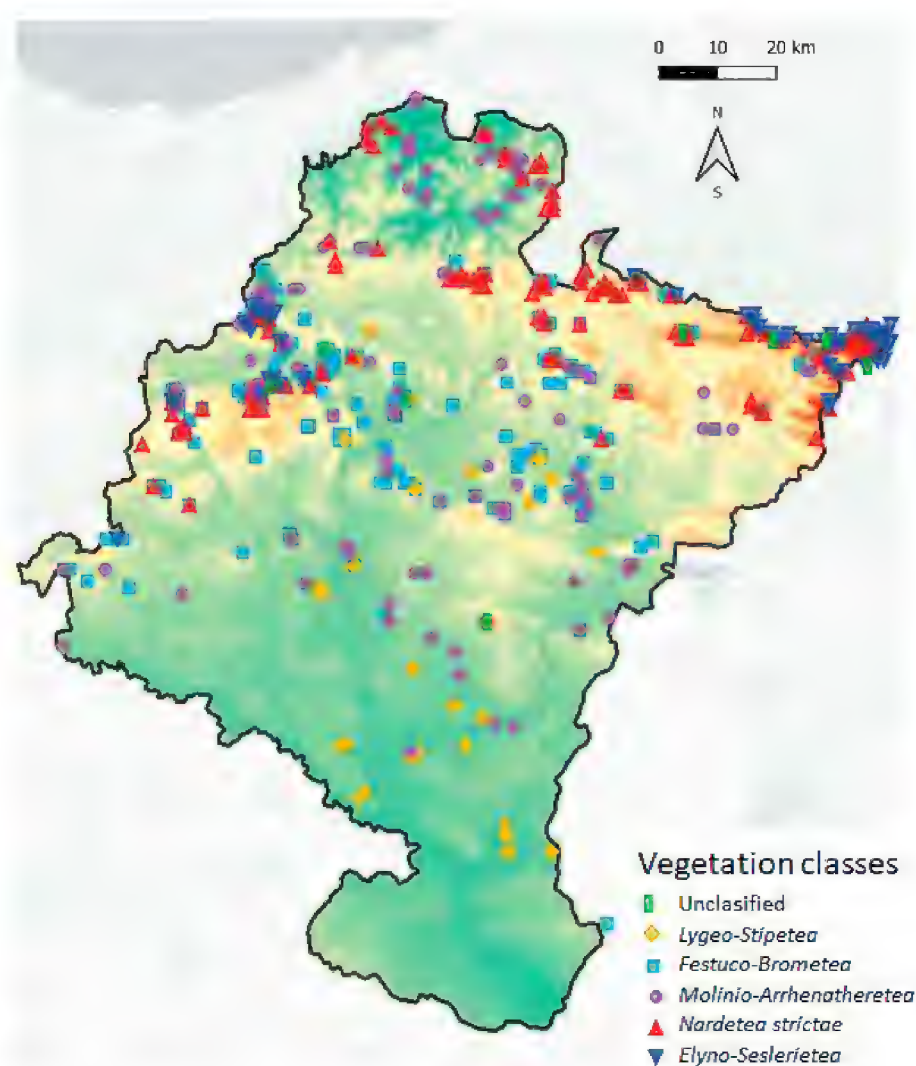 0 10 20 km
N
S
Vegetation classes
Unclasified
Lygeo-Stipetea
Festuco-Brometea
Molinio-Arrhenatheretea
Nardetea strictae
Elyno-Seslerietea